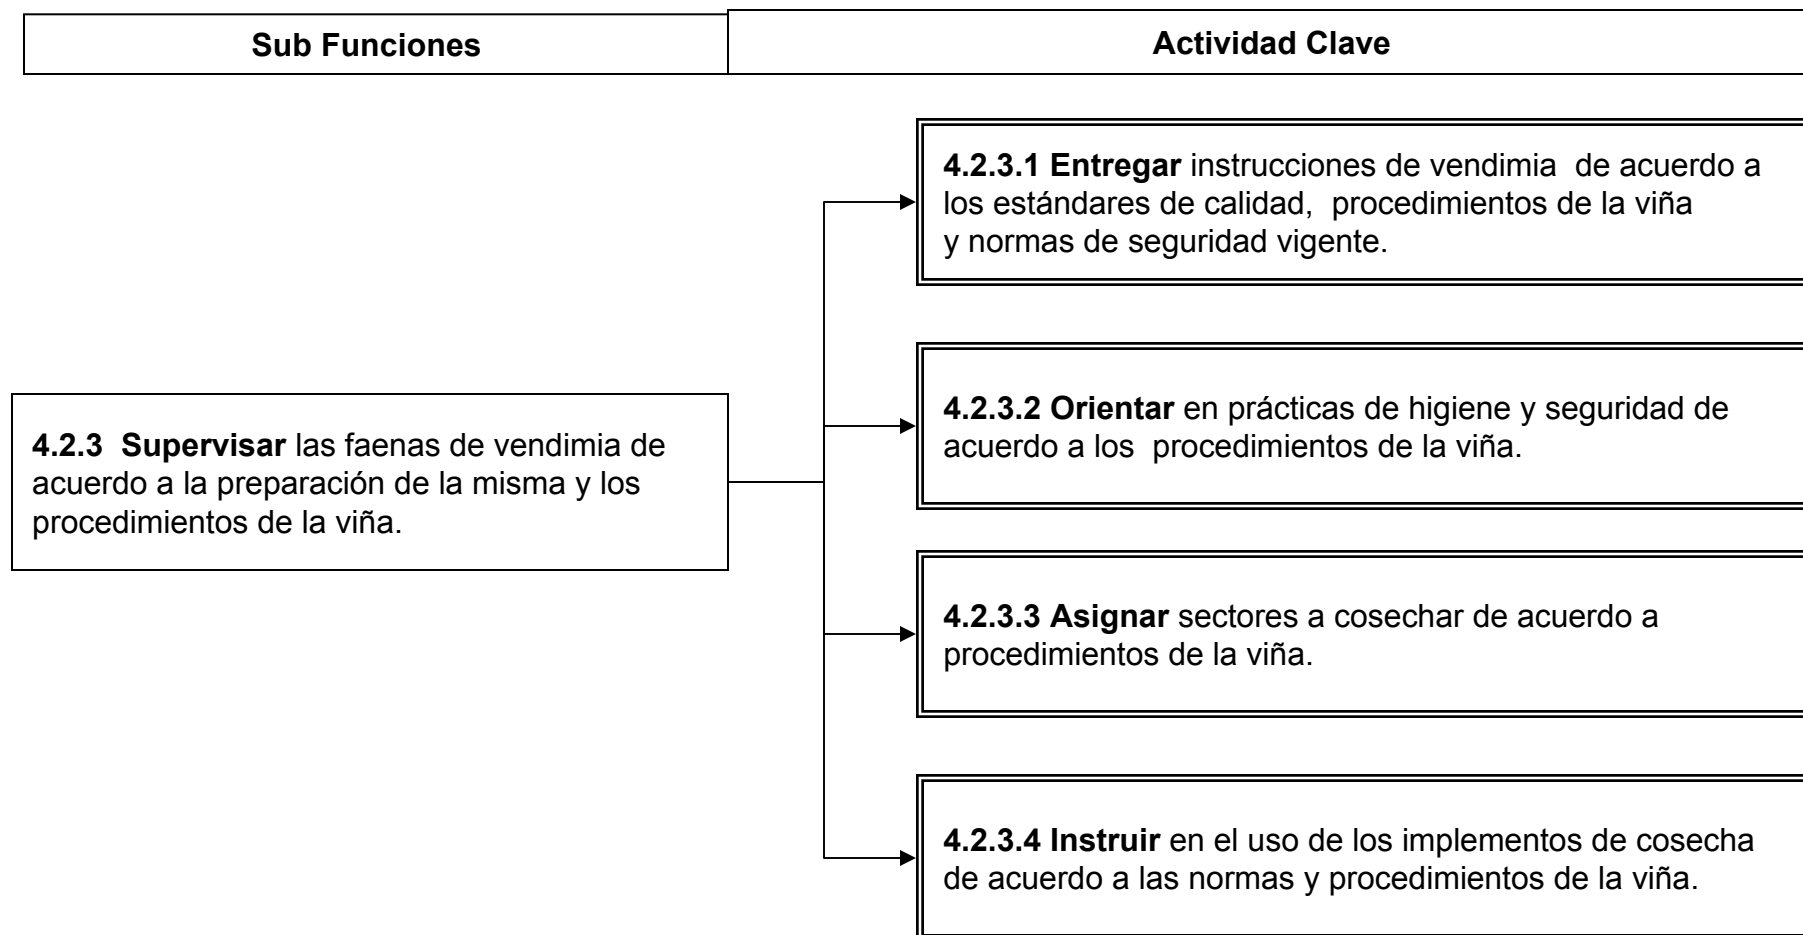 Sub Funciones
Actividad Clave
4.2.3.1 Entregar instrucciones de vendimia de acuerdo a
los estándares de calidad, procedimientos de la viña
y normas de seguridad vigente.
4.2.3.2 Orientar en prácticas de higiene y seguridad de
acuerdo a los procedimientos de la viña.
4.2.3 Supervisar las faenas de vendimia de
acuerdo a la preparación de la misma y los
procedimientos de la viña.
4.2.3.3 Asignar sectores a cosechar de acuerdo a
procedimientos de la viña.
4.2.3.4 Instruir en el uso de los implementos de cosecha
de acuerdo a las normas y procedimientos de la viña.